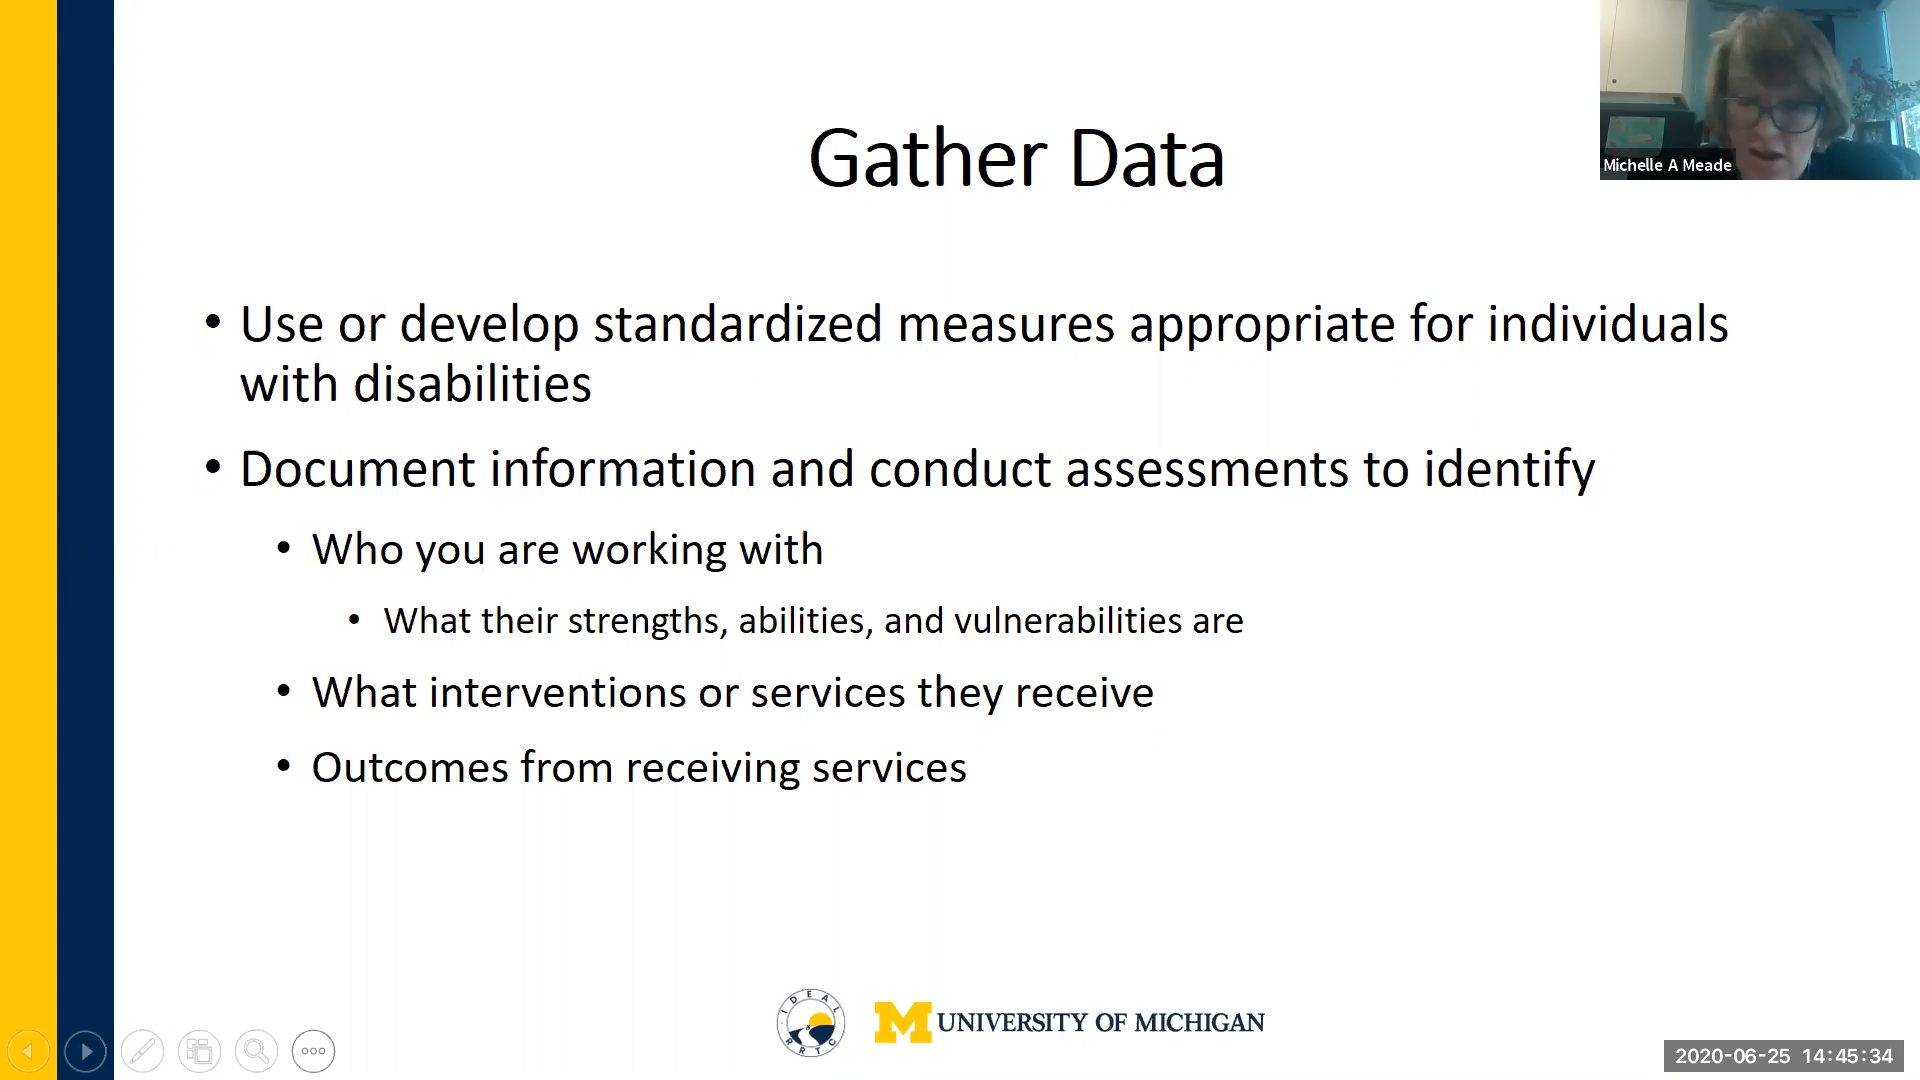 Gather Data
Michelle A Meade
• Use or develop standardized measures appropriate for individuals
with disabilities
• Document information and conduct assessments to identify
• Who you are working with
• What their strengths, abilities, and vulnerabilities are
• What interventions or services they receive
• Outcomes from receiving services
IDEAL
RRTC
M UNIVERSITY OF MICHIGAN
2020-06-25 14:45:34